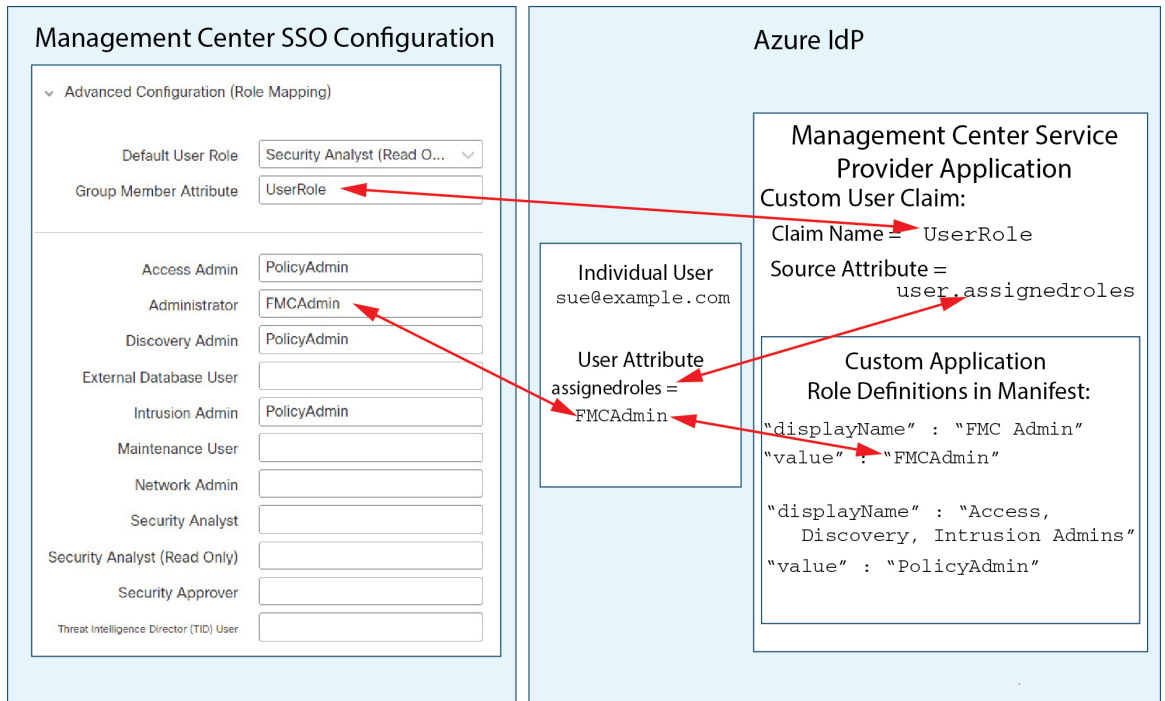 Management Center SSO Configuration
Advanced Configuration (Role Mapping)
Default User Role
Security Analyst (Read O...
Group Member Attribute
UserRole
Access Admin
PolicyAdmin
Administrator
FMCAdmin
Discovery Admin
PolicyAdmin
External Database User
Intrusion Admin
PolicyAdmin
Maintenance User
Network Admin
Security Analyst
Security Analyst (Read Only)
Security Approver
Threat Intelligence Director (TID) User
Azure IdP
Individual User
sue@example.com
User Attribute
assignedroles =
FMCAdmin
Management Center Service
Provider Application
Custom User Claim:
Claim Name = UserRole
Source Attribute =
user.assignedroles
Custom Application
Role Definitions in Manifest:
“displayName” : “FMC Admin”
“value” : “FMCAdmin”
“displayName” : “Access,
Discovery, Intrusion Admins”
“value” : “PolicyAdmin”